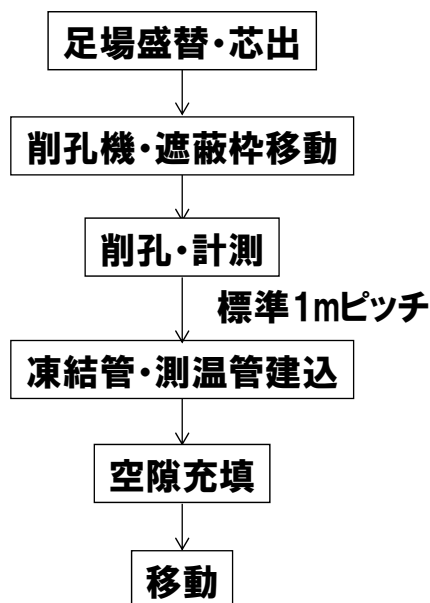 足場盛替・芯出
削孔機・遮蔽枠移動
削孔・計測
標準1mピッチ
凍結管・測温管建込
空隙充填
移動